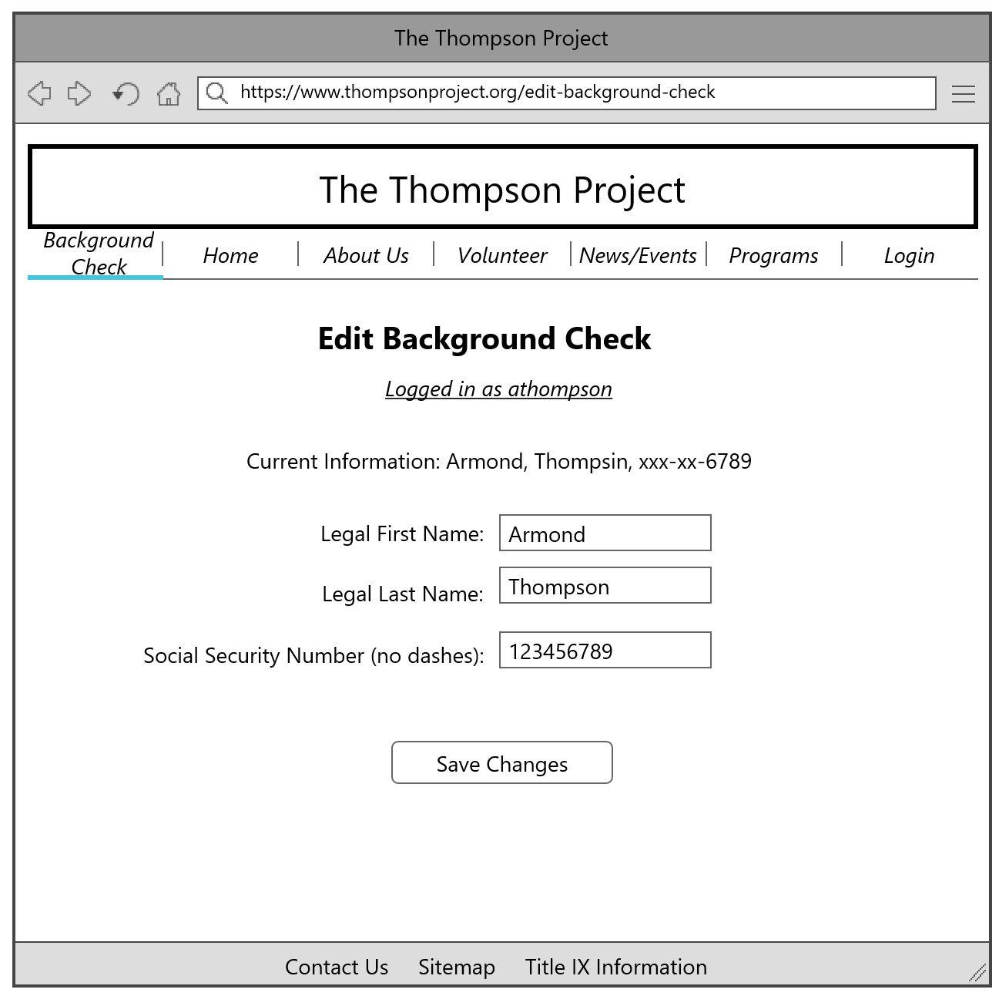 The Thompson Project
https://www.thompsonproject.org/edit-background-check
The Thompson Project
Background
Check
Home
About Us
Volunteer
News/Events
Programs
Login
Edit Background Check
Logged in as athompson
Current Information: Armond, Thompsin, xxx-xx-6789
Legal First Name: Armond
Legal Last Name: Thompson
Social Security Number (no dashes): 123456789
Save Changes
Contact Us Sitemap Title IX Information